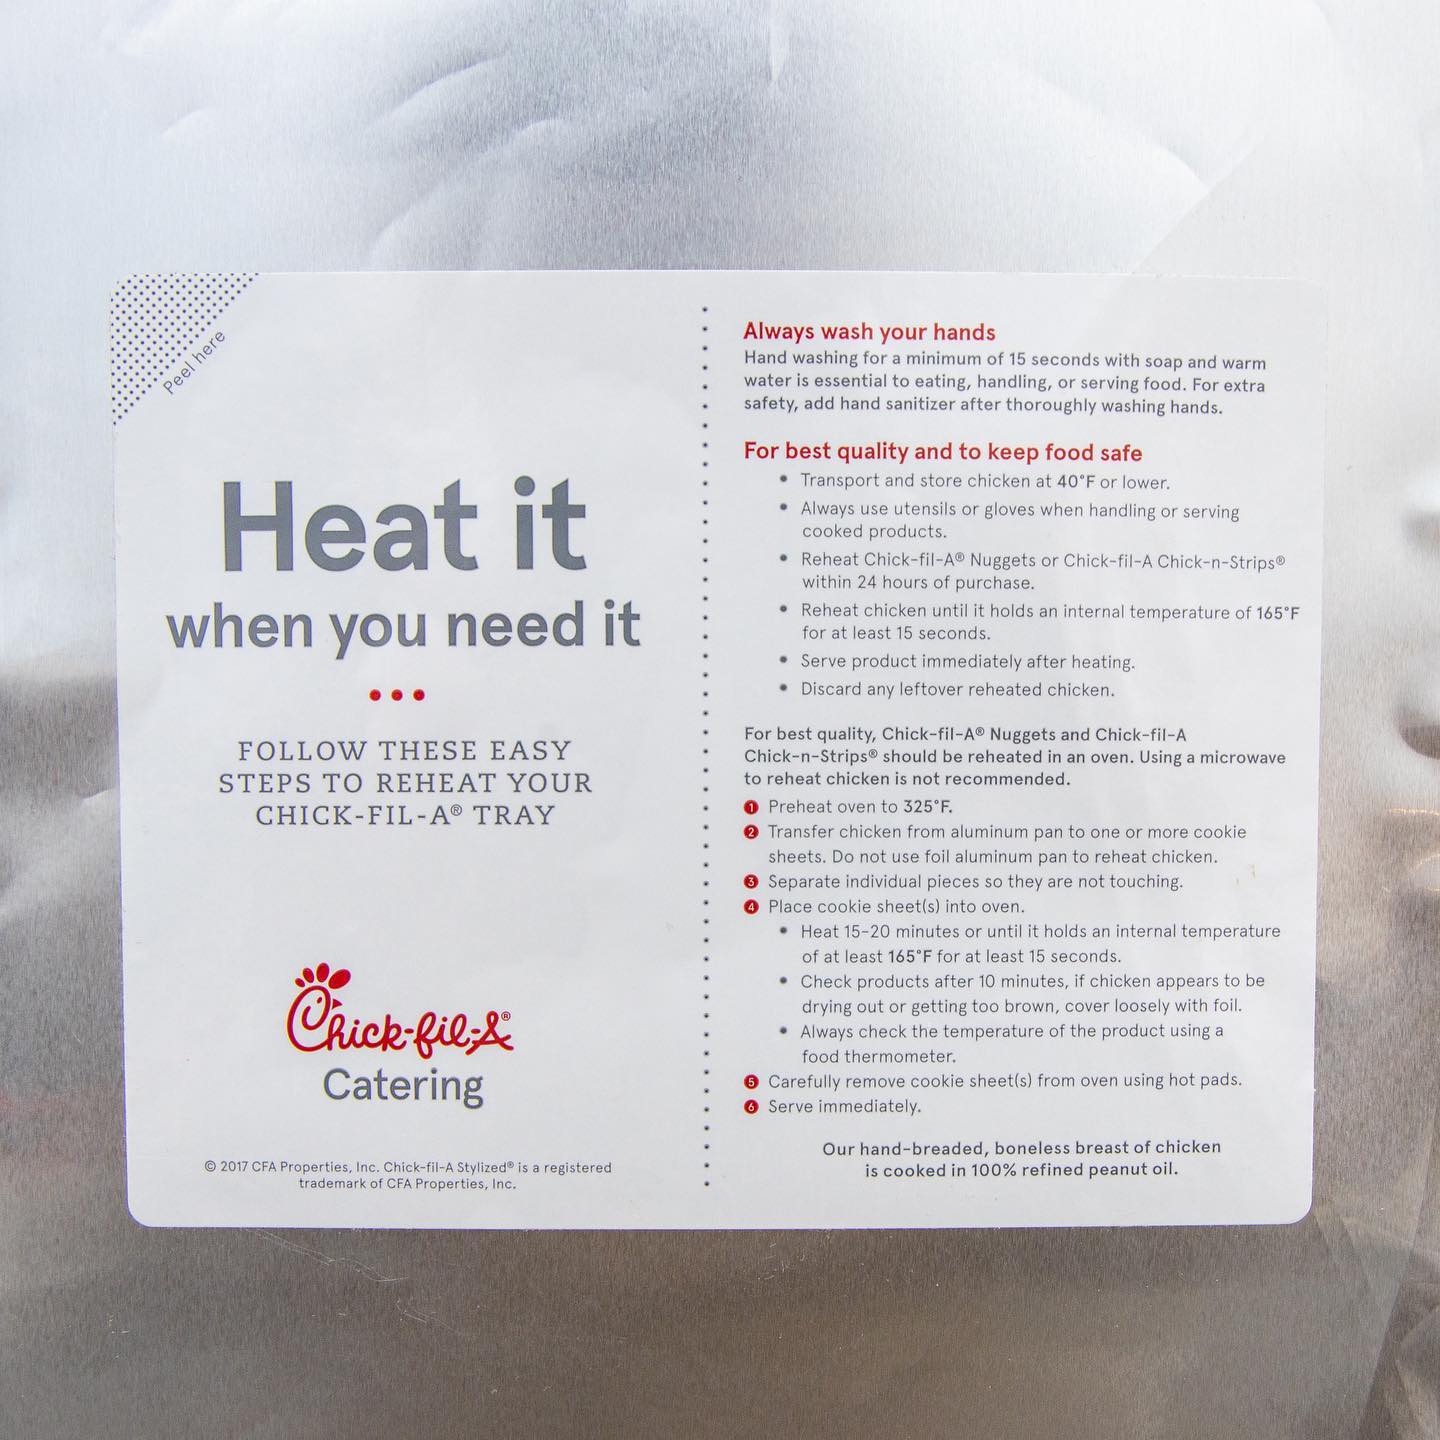 Peel here
Heat it
when you need it
FOLLOW THESE EASY
STEPS TO REHEAT YOUR
CHICK-FIL-A® TRAY
Chick-fil-A®
Catering
© 2017 CFA Properties, Inc. Chick-fil-A Stylized® is a registered
trademark of CFA Properties, Inc.
Always wash your hands
Hand washing for a minimum of 15 seconds with soap and warm
water is essential to eating, handling, or serving food. For extra
safety, add hand sanitizer after thoroughly washing hands.
For best quality and to keep food safe
• Transport and store chicken at 40°F or lower.
• Always use utensils or gloves when handling or serving
cooked products.
• Reheat Chick-fil-A® Nuggets or Chick-fil-A Chick-n-Strips®
within 24 hours of purchase.
• Reheat chicken until it holds an internal temperature of 165°F
for at least 15 seconds.
• Serve product immediately after heating.
• Discard any leftover reheated chicken.
For best quality, Chick-fil-A® Nuggets and Chick-fil-A
Chick-n-Strips® should be reheated in an oven. Using a microwave
to reheat chicken is not recommended.
1 Preheat oven to 325°F.
2 Transfer chicken from aluminum pan to one or more cookie
sheets. Do not use foil aluminum pan to reheat chicken.
3 Separate individual pieces so they are not touching.
4 Place cookie sheet(s) into oven.
• Heat 15-20 minutes or until it holds an internal temperature
of at least 165°F for at least 15 seconds.
• Check products after 10 minutes, if chicken appears to be
drying out or getting too brown, cover loosely with foil.
• Always check the temperature of the product using a
food thermometer.
5 Carefully remove cookie sheet(s) from oven using hot pads.
6 Serve immediately.
Our hand-breaded, boneless breast of chicken
is cooked in 100% refined peanut oil.